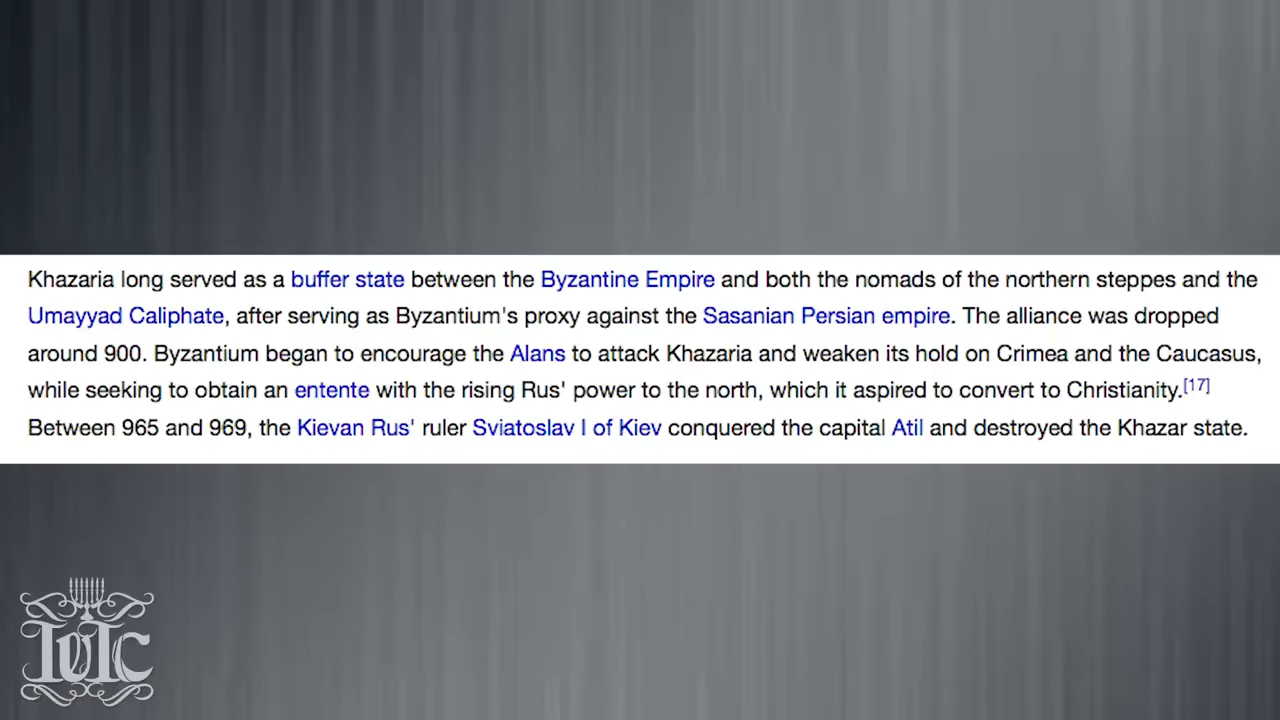 Khazaria long served as a buffer state between the Byzantine Empire and both the nomads of the northern steppes and the
Umayyad Caliphate, after serving as Byzantium's proxy against the Sasanian Persian empire. The alliance was dropped
around 900. Byzantium began to encourage the Alans to attack Khazaria and weaken its hold on Crimea and the Caucasus,
while seeking to obtain an entente with the rising Rus' power to the north, which it aspired to convert to Christianity.[17]
Between 965 and 969, the Kievan Rus' ruler Sviatoslav I of Kiev conquered the capital Atil and destroyed the Khazar state.
IUIC